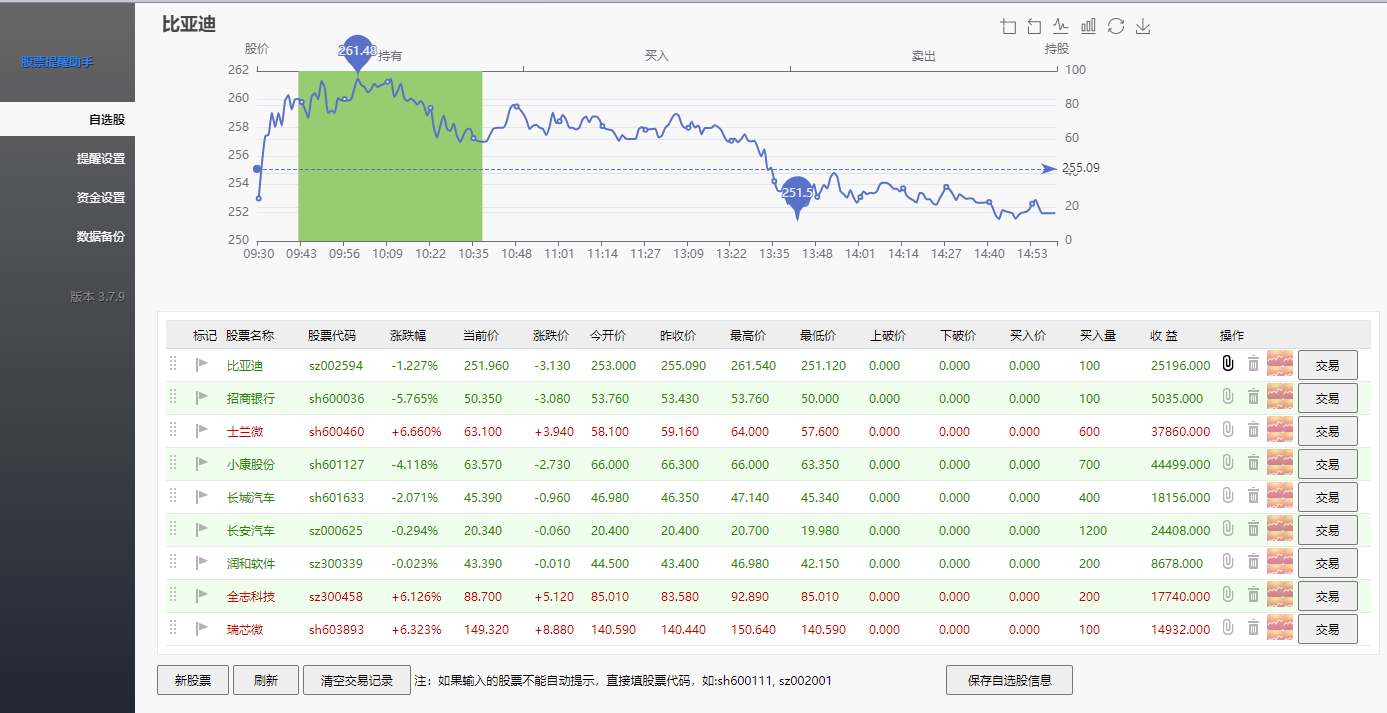 股票提醒助手
自选股
提醒设置
资金设置
数据备份
版本 3.7.9
比亚迪
股价 持有 买入 卖出 持股
261.48
262 100
260 80
258 60
256
255.09
254 40
251.5
252 20
250 0
09:30 09:43 09:56 10:09 10:22 10:35 10:48 11:01 11:14 11:27 13:09 13:22 13:35 13:48 14:01 14:14 14:27 14:40 14:53
标记 股票名称 股票代码 涨跌幅 当前价 涨跌价 今开价 昨收价 最高价 最低价 上破价 下破价 买入价 买入量 收 益 操作
比亚迪 sz002594 -1.227% 251.960 -3.130 253.000 255.090 261.540 251.120 0.000 0.000 0.000 100 25196.000 交易
招商银行 sh600036 -5.765% 50.350 -3.080 53.760 53.430 53.760 50.000 0.000 0.000 0.000 100 5035.000 交易
士兰微 sh600460 +6.660% 63.100 +3.940 58.100 59.160 64.000 57.600 0.000 0.000 0.000 600 37860.000 交易
小康股份 sh601127 -4.118% 63.570 -2.730 66.000 66.300 66.000 63.350 0.000 0.000 0.000 700 44499.000 交易
长城汽车 sh601633 -2.071% 45.390 -0.960 46.980 46.350 47.140 45.340 0.000 0.000 0.000 400 18156.000 交易
长安汽车 sz000625 -0.294% 20.340 -0.060 20.400 20.400 20.700 19.980 0.000 0.000 0.000 1200 24408.000 交易
润和软件 sz300339 -0.023% 43.390 -0.010 44.500 43.400 46.980 42.150 0.000 0.000 0.000 200 8678.000 交易
全志科技 sz300458 +6.126% 88.700 +5.120 85.010 83.580 92.890 85.010 0.000 0.000 0.000 200 17740.000 交易
瑞芯微 sh603893 +6.323% 149.320 +8.880 140.590 140.440 150.640 140.590 0.000 0.000 0.000 100 14932.000 交易
新股票 刷新 清空交易记录 注：如果输入的股票不能自动提示，直接填股票代码，如:sh600111, sz002001 保存自选股信息